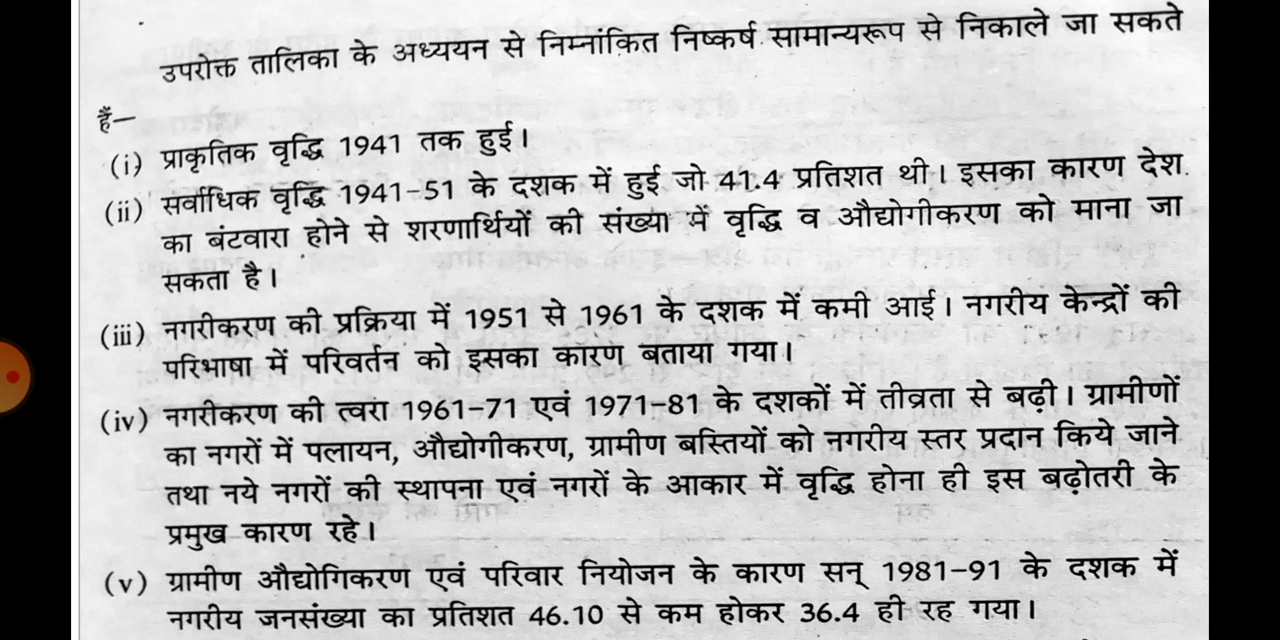 उपरोक्त तालिका के अध्ययन से निम्नांकित निष्कर्ष सामान्यरूप से निकाले जा सकते
हैं—
(i) प्राकृतिक वृद्धि 1941 तक हुई।
(ii) सर्वाधिक वृद्धि 1941-51 के दशक में हुई जो 41.4 प्रतिशत थी। इसका कारण देश
का बंटवारा होने से शरणार्थियों की संख्या में वृद्धि व औद्योगीकरण को माना जा
सकता है।
(iii) नगरीकरण की प्रक्रिया में 1951 से 1961 के दशक में कमी आई। नगरीय केन्द्रों की
परिभाषा में परिवर्तन को इसका कारण बताया गया।
(iv) नगरीकरण की त्वरा 1961-71 एवं 1971-81 के दशकों में तीव्रता से बढी। ग्रामीणों
का नगरों में पलायन, औद्योगीकरण, ग्रामीण बस्तियों को नगरीय स्तर प्रदान किये जाने
तथा नये नगरों की स्थापना एवं नगरों के आकार में वृद्धि होना ही इस बढ़ोतरी के
प्रमुख कारण रहे।
(v) ग्रामीण औद्योगिकरण एवं परिवार नियोजन के कारण सन् 1981-91 के दशक में
नगरीय जनसंख्या का प्रतिशत 46.10 से कम होकर 36.4 ही रह गया।